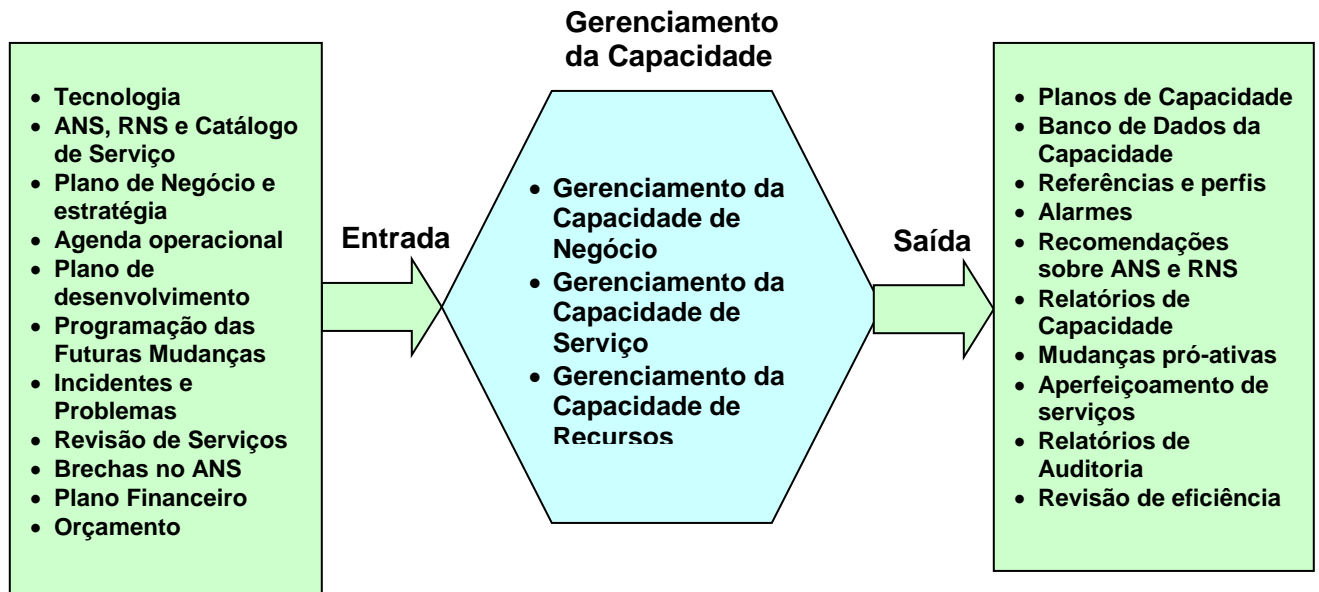 Gerenciamento
da Capacidade
• Tecnologia
• ANS, RNS e Catálogo
de Serviço
• Plano de Negócio e
estratégia
• Agenda operacional
• Plano de
desenvolvimento
• Programação das
Futuras Mudanças
• Incidentes e
Problemas
• Revisão de Serviços
• Brechas no ANS
• Plano Financeiro
• Orçamento
Entrada
• Gerenciamento da
Capacidade de
Negócio
• Gerenciamento da
Capacidade de
Serviço
• Gerenciamento da
Capacidade de
Recursos
Saída
• Planos de Capacidade
• Banco de Dados da
Capacidade
• Referências e perfis
• Alarmes
• Recomendações
sobre ANS e RNS
• Relatórios de
Capacidade
• Mudanças pró-ativas
• Aperfeiçoamento de
serviços
• Relatórios de
Auditoria
• Revisão de eficiência